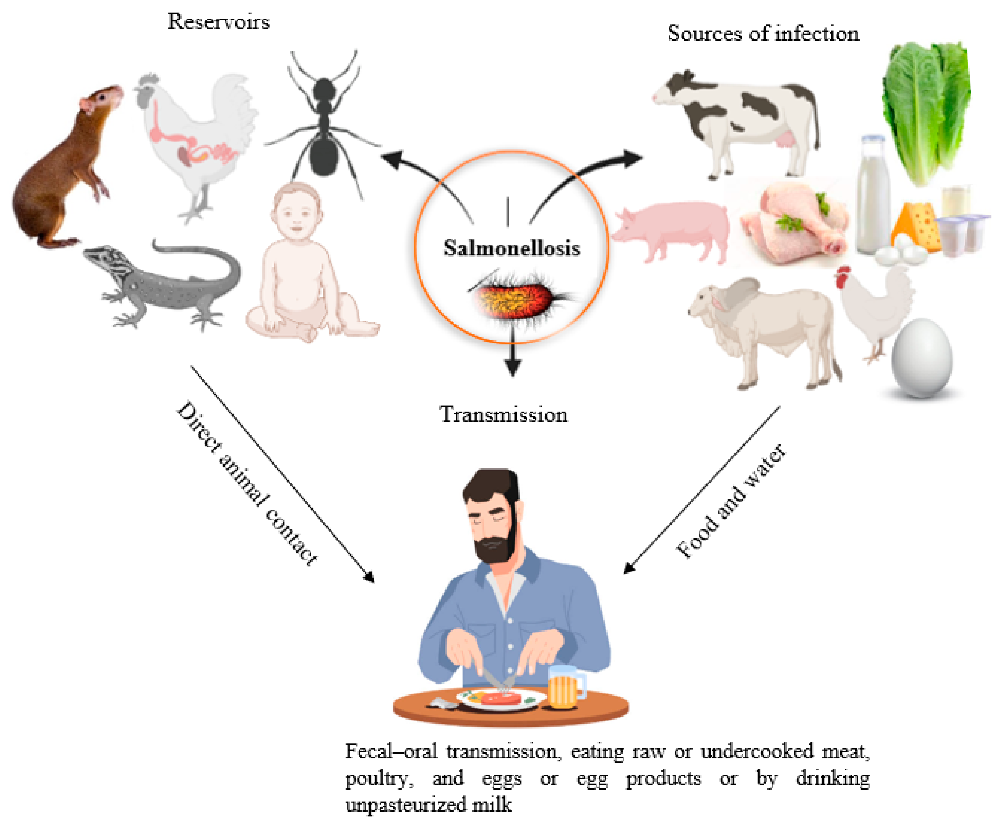 Reservoirs
Sources of infection
Salmonellosis
Transmission
Direct animal contact
Food and water
Fecal–oral transmission, eating raw or undercooked meat,
poultry, and eggs or egg products or by drinking
unpasteurized milk